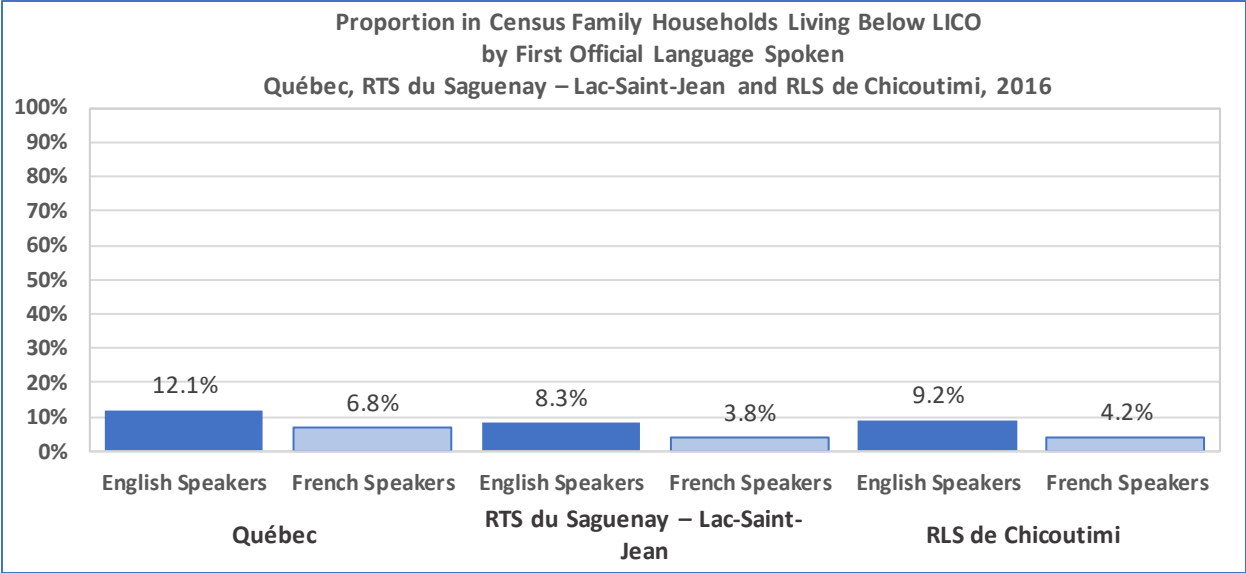 Proportion in Census Family Households Living Below LICO
by First Official Language Spoken
Québec, RTS du Saguenay – Lac-Saint-Jean and RLS de Chicoutimi, 2016
100%
90%
80%
70%
60%
50%
40%
30%
20%
10%
0%
12.1%
6.8%
8.3%
3.8%
9.2%
4.2%
English Speakers
French Speakers
English Speakers
French Speakers
English Speakers
French Speakers
Québec
RTS du Saguenay – Lac-Saint-
Jean
RLS de Chicoutimi